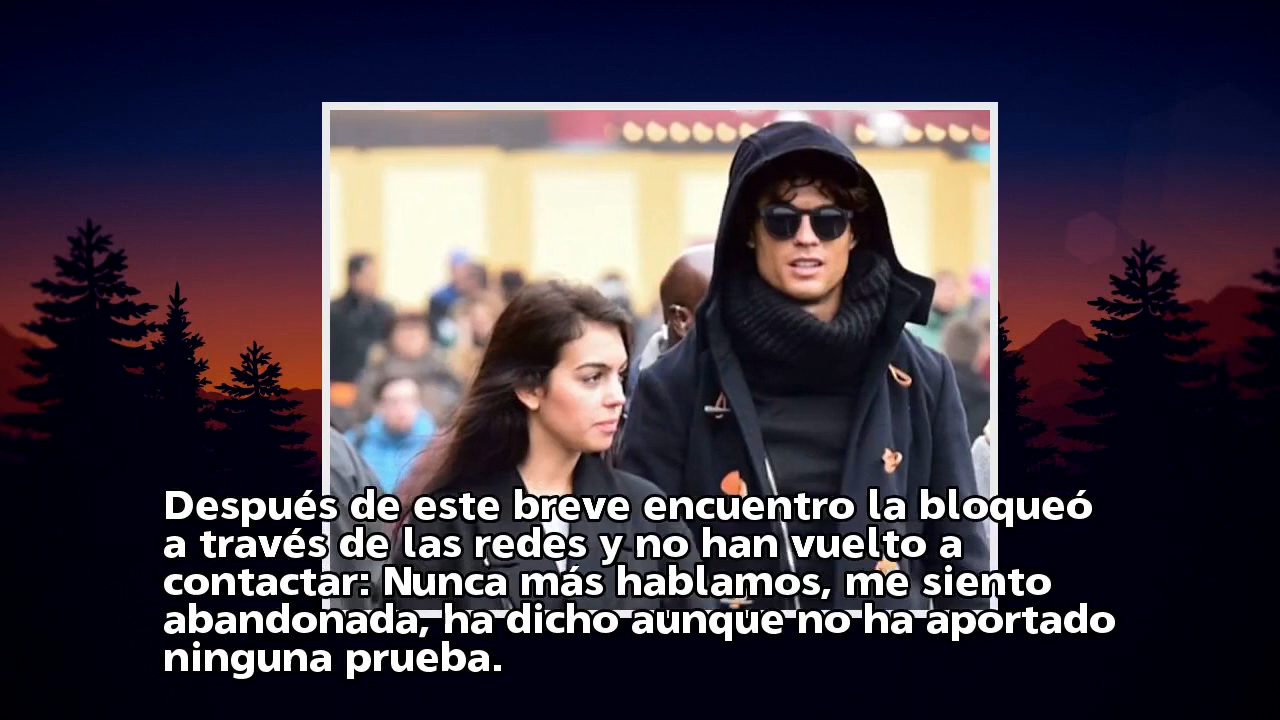 Después de este breve encuentro la bloqueó
a través de las redes y no han vuelto a
contactar: Nunca más hablamos, me siento
abandonada, ha dicho aunque no ha aportado
ninguna prueba.